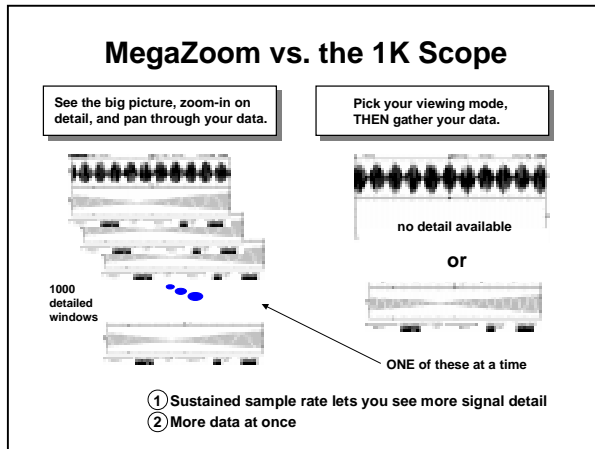 MegaZoom vs. the 1K Scope
See the big picture, zoom-in on
detail, and pan through your data.
Pick your viewing mode,
THEN gather your data.
no detail available
or
1000
detailed
windows
ONE of these at a time
1 Sustained sample rate lets you see more signal detail
2 More data at once